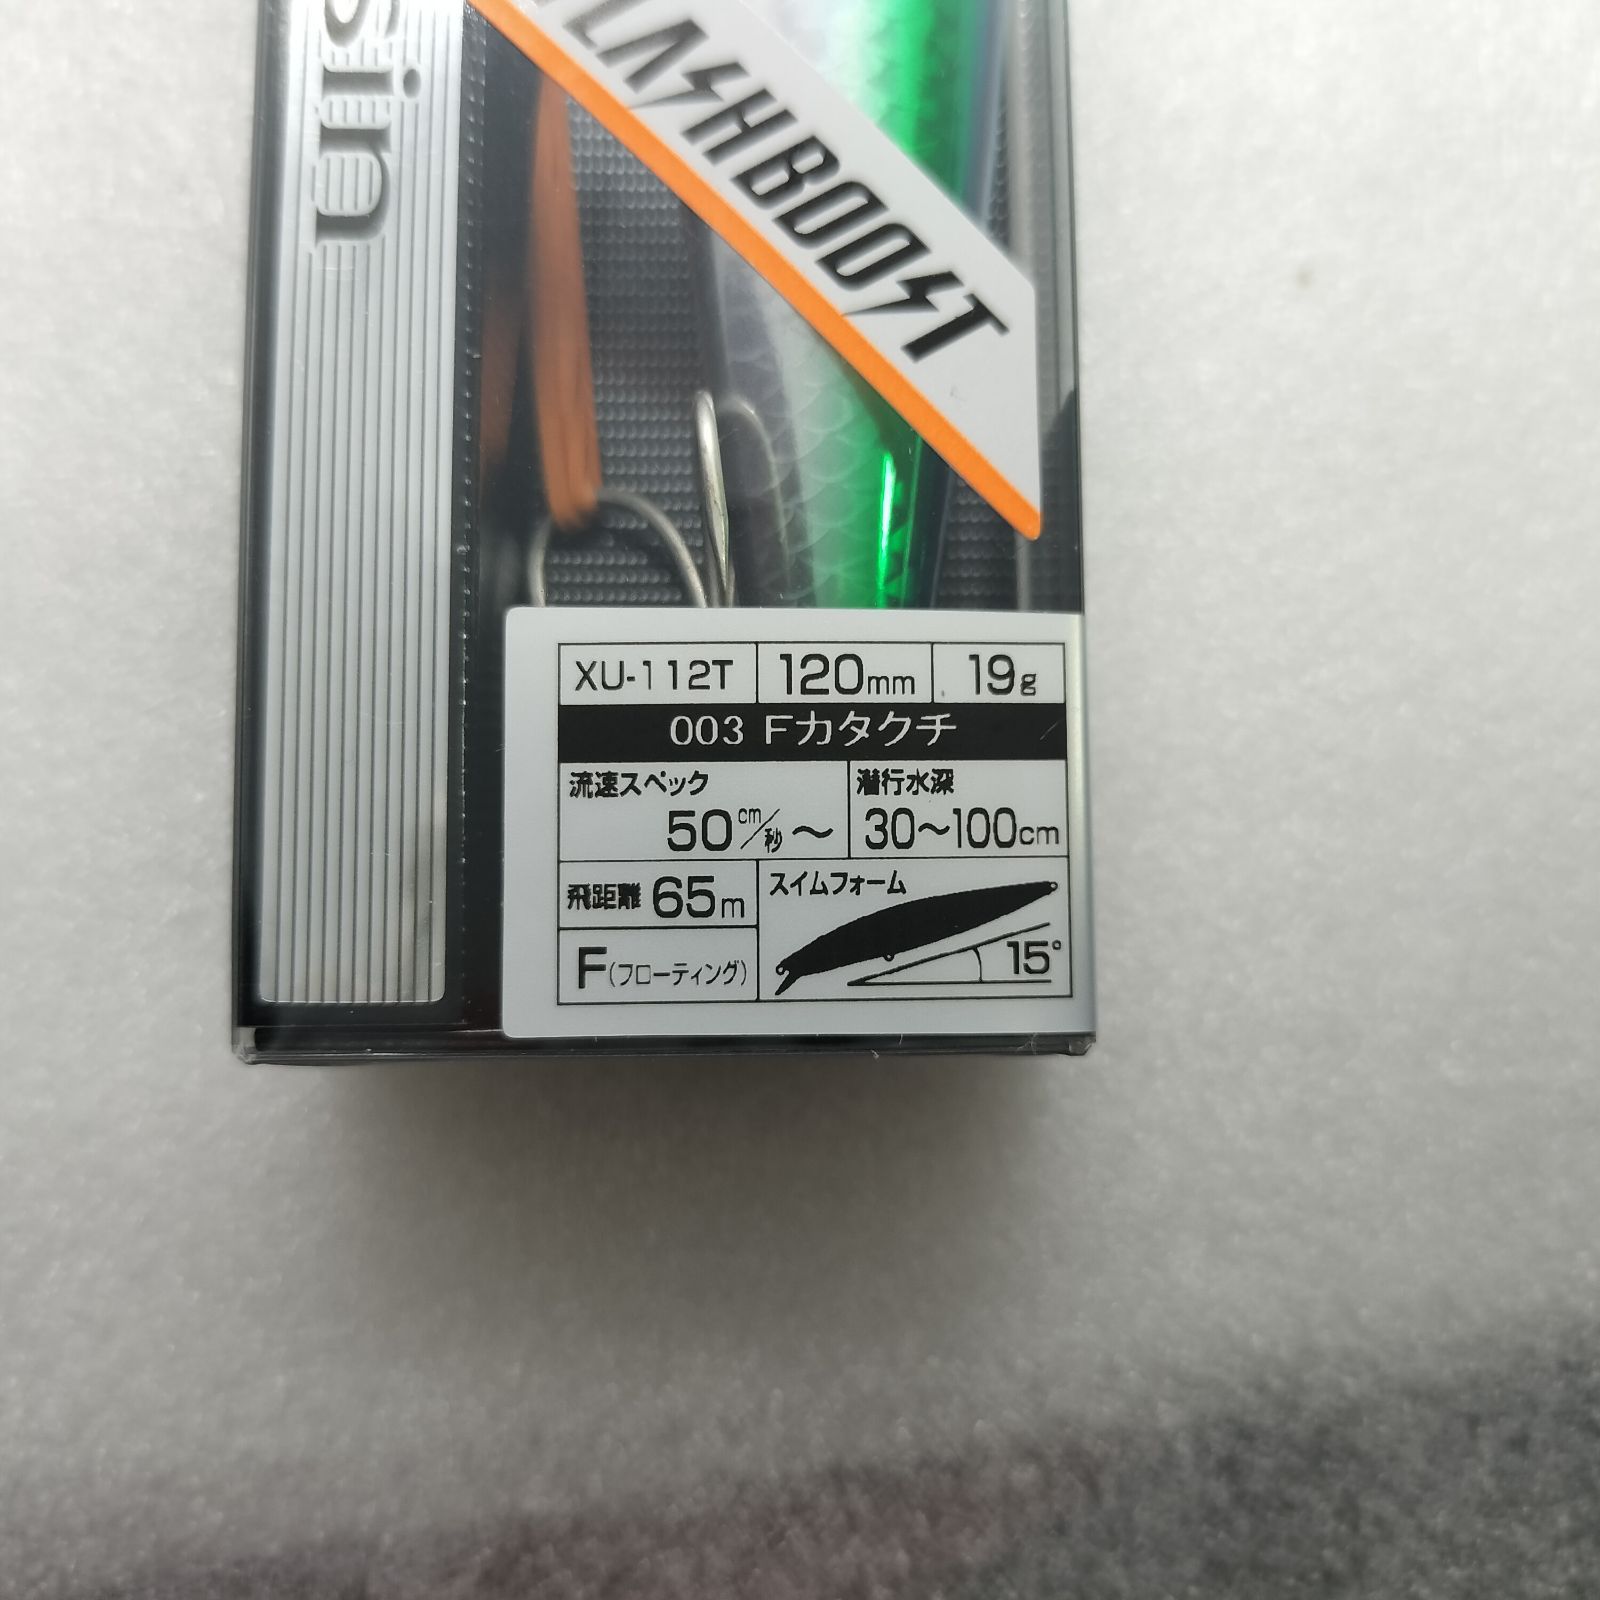 sin
FLASHBOOST
XU-112T 120mm 19g
003 Fカタクチ
流速スペック 潜行水深
50cm/秒～ 30～100cm
飛距離 65m スイムフォーム
F(フローティング) 15°